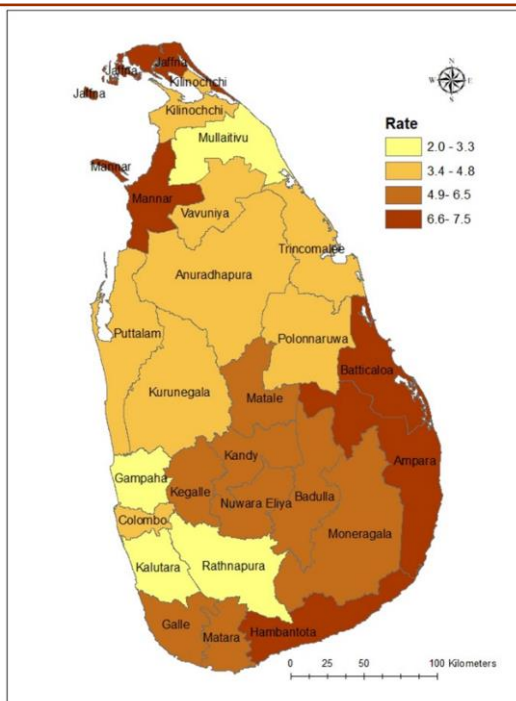 Jaffna
Jaffna
Kilinochchi
Jaffna
Kilinochchi
Mullaitivu
Mannar
Mannar
Vavuniya
Trincomalee
Anuradhapura
Puttalam
Polonnaruwa
Batticaloa
Kurunegala
Matale
Kandy
Ampara
Gampaha
Kegalle
Nuwara Eliya
Badulla
Colombo
Moneragala
Kalutara
Rathnapura
Galle
Matara
Hambantota
N
W
E
S
Rate
2.0 - 3.3
3.4 - 4.8
4.9- 6.5
6.6- 7.5
0 25 50 100 Kilometers